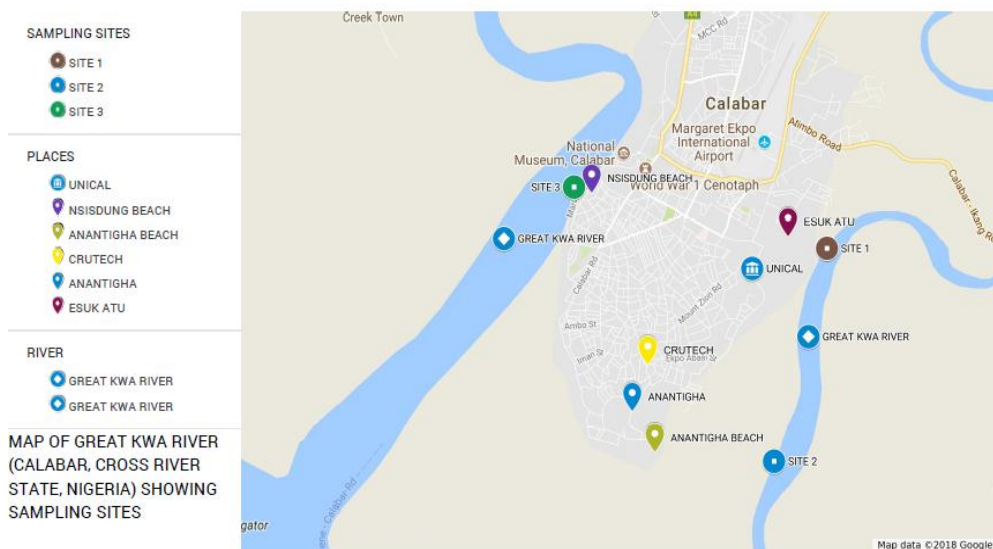 SAMPLING SITES
SITE 1
SITE 2
SITE 3
PLACES
UNICAL
NSISDUNG BEACH
ANANTIGHA BEACH
CRUTECH
ANANTIGHA
ESUK ATU
RIVER
GREAT KWA RIVER
GREAT KWA RIVER
MAP OF GREAT KWA RIVER
(CALABAR, CROSS RIVER
STATE, NIGERIA) SHOWING
SAMPLING SITES
Creek Town
A4
MCC Rd
Calabar
Margaret Ekpo
International
Airport
Atimbo Road
Calabar - Ikang
National
Museum, Calabar
NSISDUNG BEACH
World War 1 Cenotaph
SITE 3
ESUK ATU
GREAT KWA RIVER
SITE 1
Calabar Rd
UNICAL
Mount Zion Rd
Ambo St
GREAT KWA RIVER
Iman St
CRUTECH
Ekpo Abasi St
ANANTIGHA
ANANTIGHA BEACH
SITE 2
gator
Calabar Rd
Map data ©2018 Google